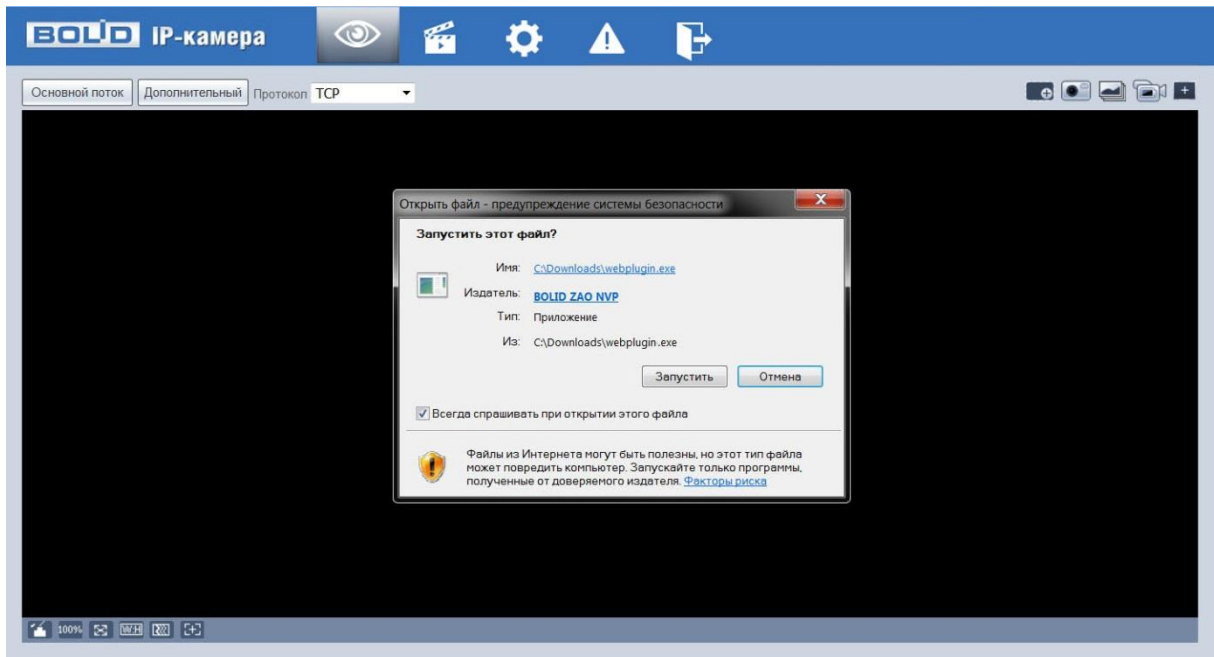 BOLID IP-камера
Основной поток Дополнительный Протокол TCP
Открыть файл - предупреждение системы безопасности
Запустить этот файл?
Имя: C:\Downloads\webplugin.exe
Издатель: BOLID ZAO NVP
Тип: Приложение
Из: C:\Downloads\webplugin.exe
Запустить Отмена
Всегда спрашивать при открытии этого файла
Файлы из Интернета могут быть полезны, но этот тип файла
может повредить компьютер. Запускайте только программы,
полученные от доверяемого издателя. Факторы риска
100% W:H